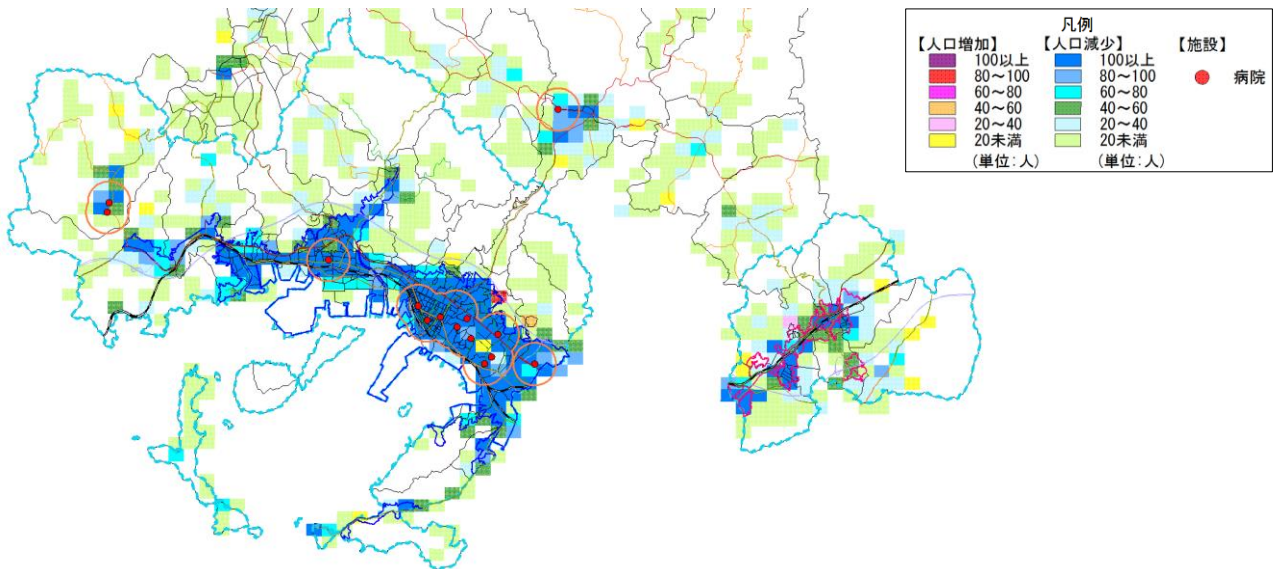 凡例
【人口増加】 【人口減少】 【施設】
100以上 100以上 病院
80~100 80~100
60~80 60~80
40~60 40~60
20~40 20~40
20未満 20未満
(単位:人) (単位:人)